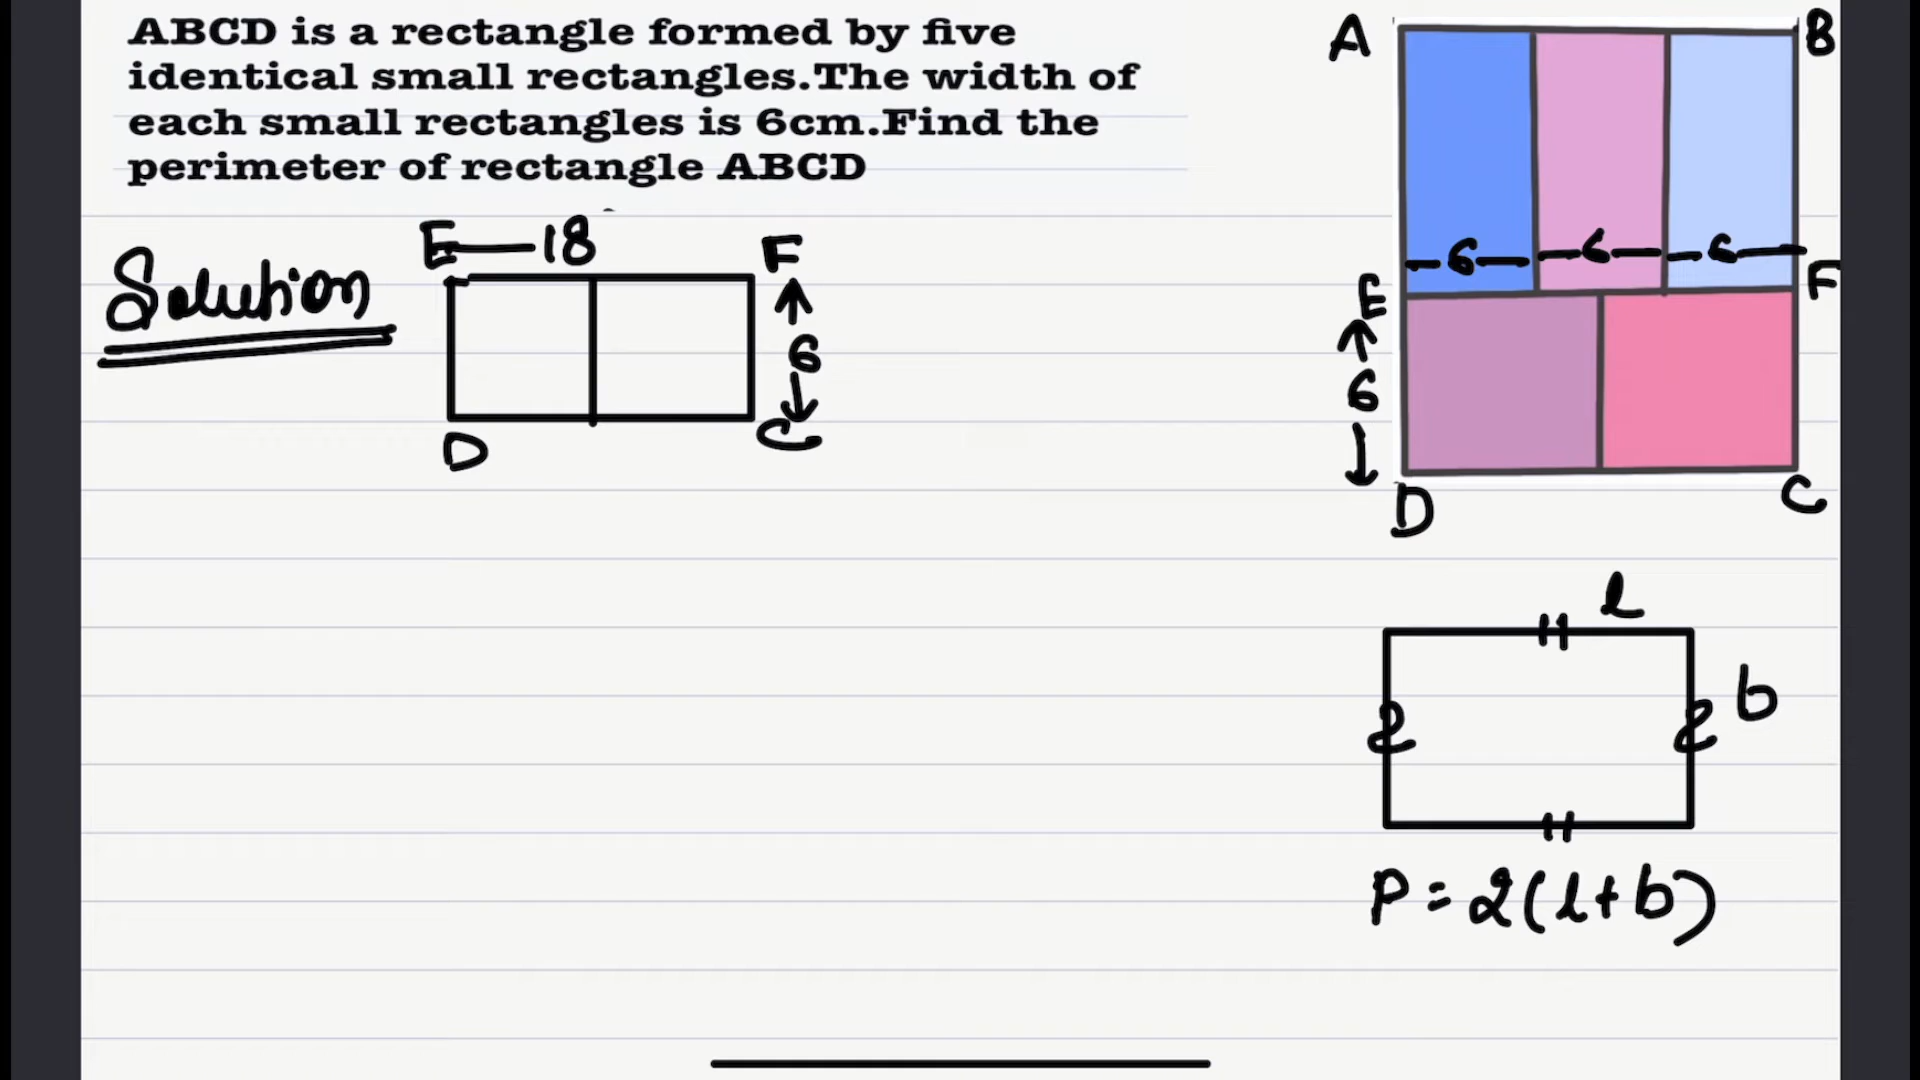 ABCD is a rectangle formed by five
identical small rectangles.The width of
each small rectangles is 6cm.Find the
perimeter of rectangle ABCD
Solution
E 18 F
6
D C
A B
6 6 6
E F
6
D C
l
b
P = 2(l+b)